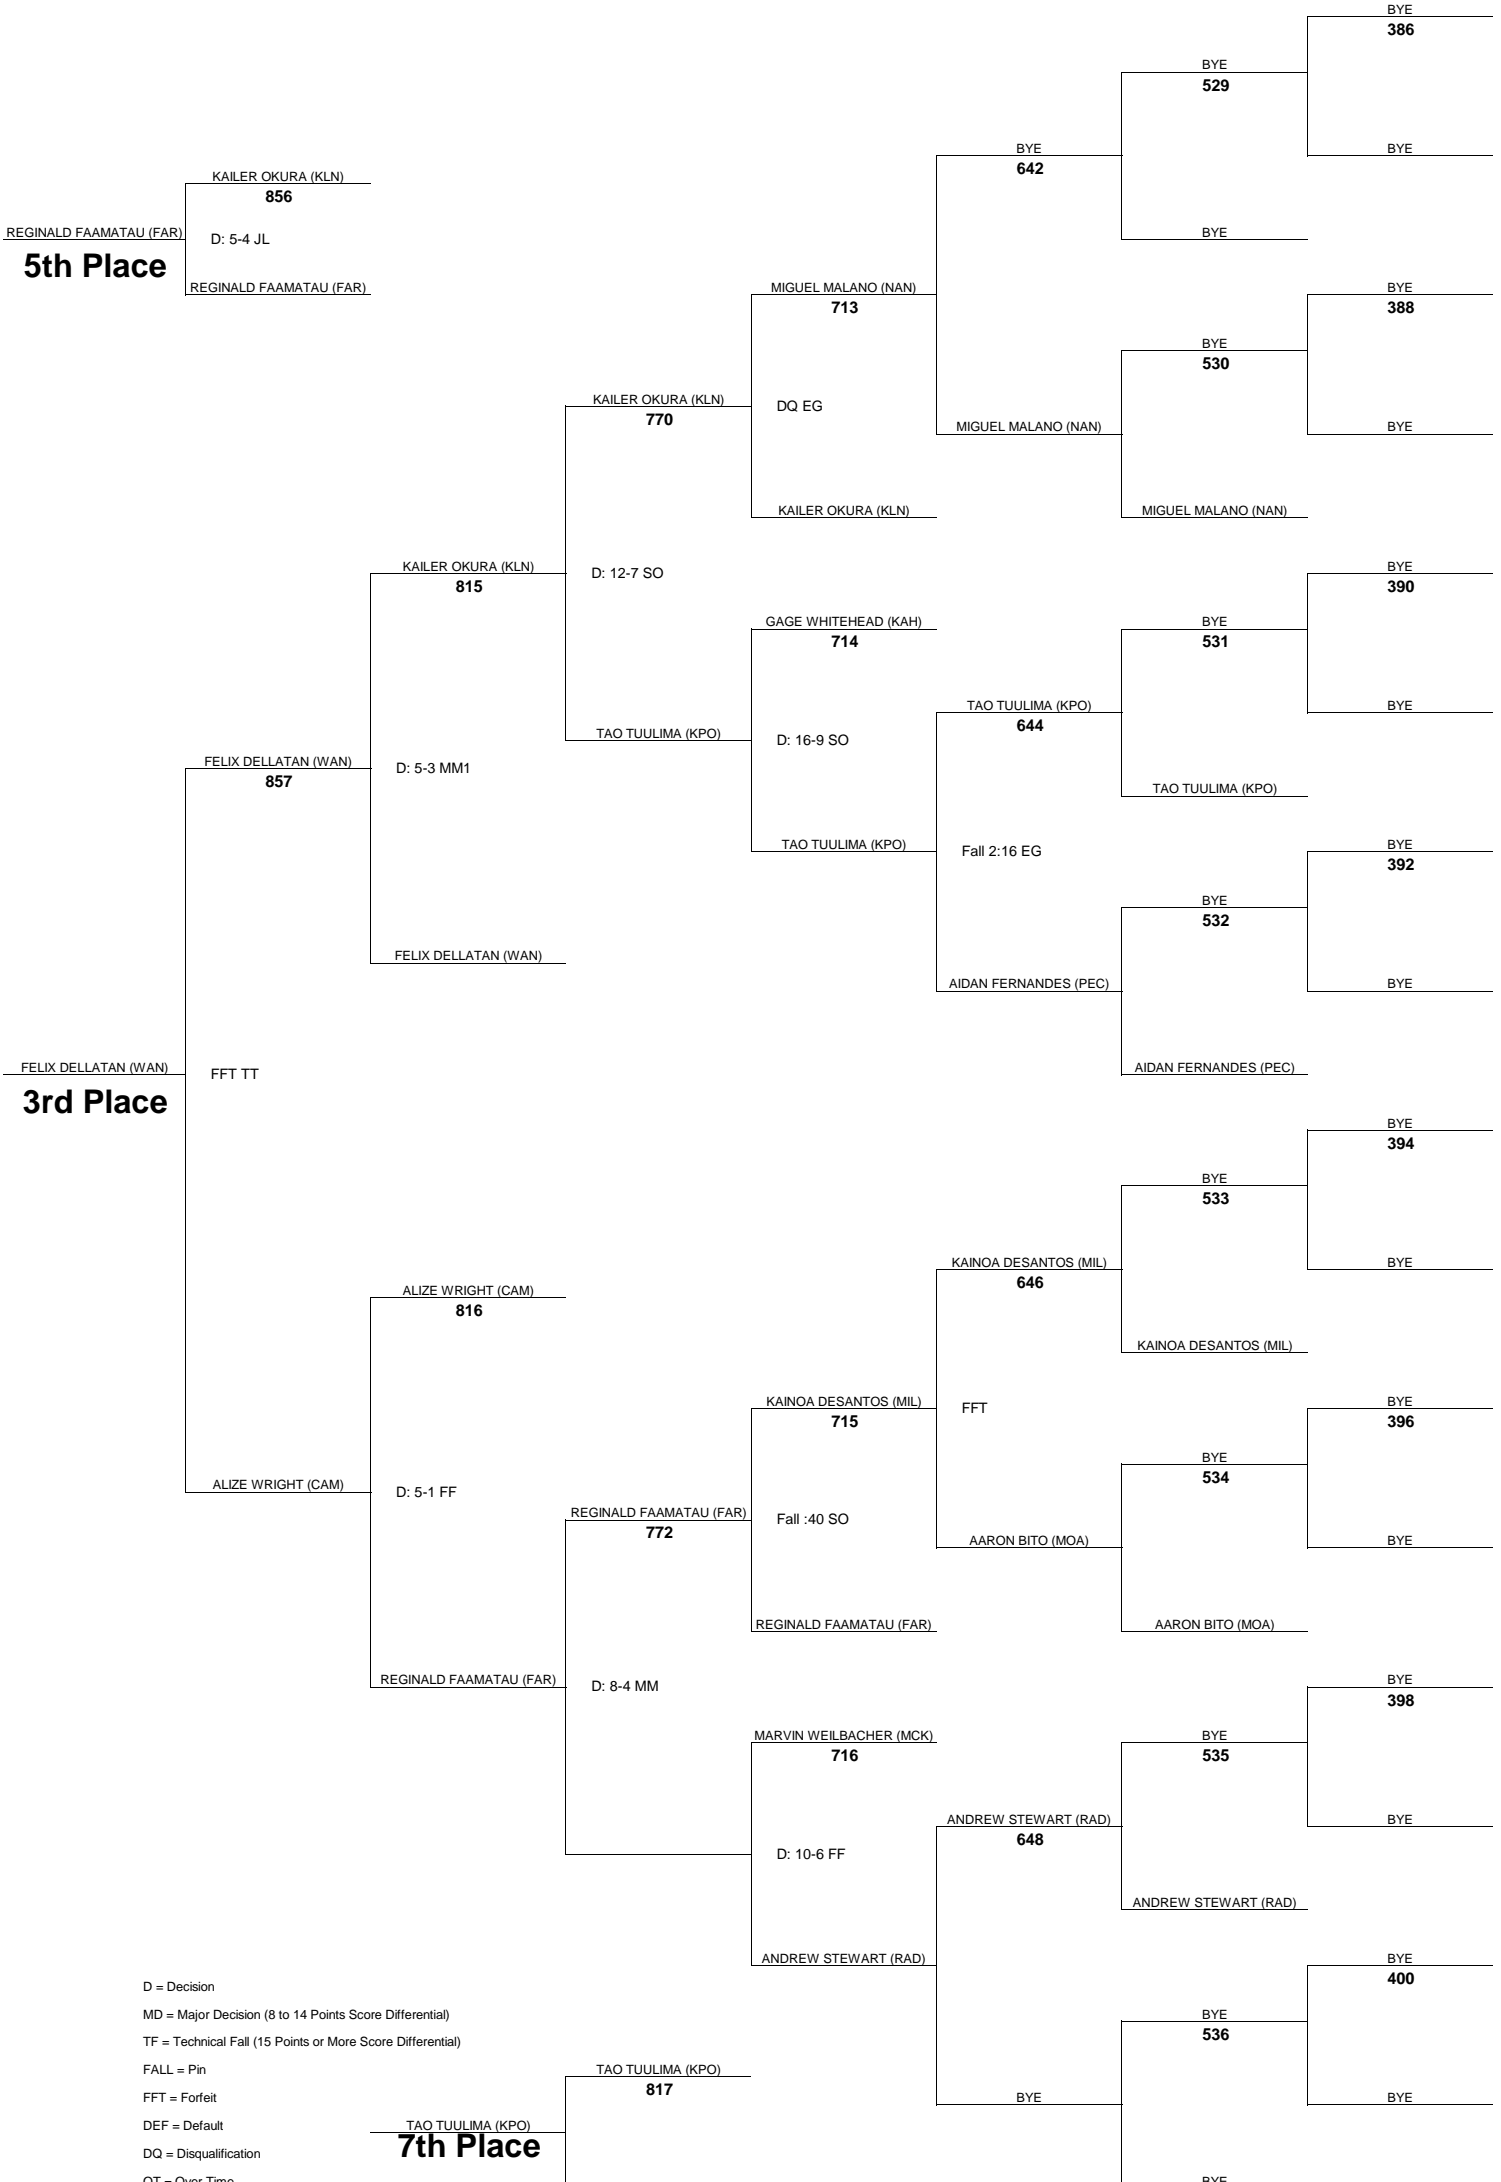 BYE
386
BYE
529
BYE
642
BYE
KAILER OKURA (KLN)
856
REGINALD FAAMATAU (FAR)
D: 5-4 JL
BYE
5th Place
REGINALD FAAMATAU (FAR)
MIGUEL MALANO (NAN)
713
BYE
388
BYE
530
KAILER OKURA (KLN)
770
DQ EG
MIGUEL MALANO (NAN)
BYE
KAILER OKURA (KLN)
MIGUEL MALANO (NAN)
KAILER OKURA (KLN)
815
D: 12-7 SO
BYE
390
GAGE WHITEHEAD (KAH)
714
BYE
531
TAO TUULIMA (KPO)
644
BYE
TAO TUULIMA (KPO)
D: 16-9 SO
FELIX DELLATAN (WAN)
857
D: 5-3 MM1
TAO TUULIMA (KPO)
TAO TUULIMA (KPO)
Fall 2:16 EG
BYE
392
BYE
532
FELIX DELLATAN (WAN)
AIDAN FERNANDES (PEC)
BYE
FELIX DELLATAN (WAN)
FFT TT
AIDAN FERNANDES (PEC)
3rd Place
BYE
394
BYE
533
KAINOA DESANTOS (MIL)
646
BYE
ALIZE WRIGHT (CAM)
816
KAINOA DESANTOS (MIL)
KAINOA DESANTOS (MIL)
715
FFT
BYE
396
BYE
534
ALIZE WRIGHT (CAM)
D: 5-1 FF
REGINALD FAAMATAU (FAR)
772
Fall :40 SO
AARON BITO (MOA)
BYE
REGINALD FAAMATAU (FAR)
AARON BITO (MOA)
REGINALD FAAMATAU (FAR)
D: 8-4 MM
BYE
398
MARVIN WEILBACHER (MCK)
716
BYE
535
ANDREW STEWART (RAD)
648
BYE
D: 10-6 FF
ANDREW STEWART (RAD)
ANDREW STEWART (RAD)
BYE
400
D = Decision
MD = Major Decision (8 to 14 Points Score Differential)
BYE
536
TF = Technical Fall (15 Points or More Score Differential)
FALL = Pin
TAO TUULIMA (KPO)
817
FFT = Forfeit
BYE
BYE
DEF = Default
TAO TUULIMA (KPO)
7th Place
DQ = Disqualification
OT = Over Time
BYE